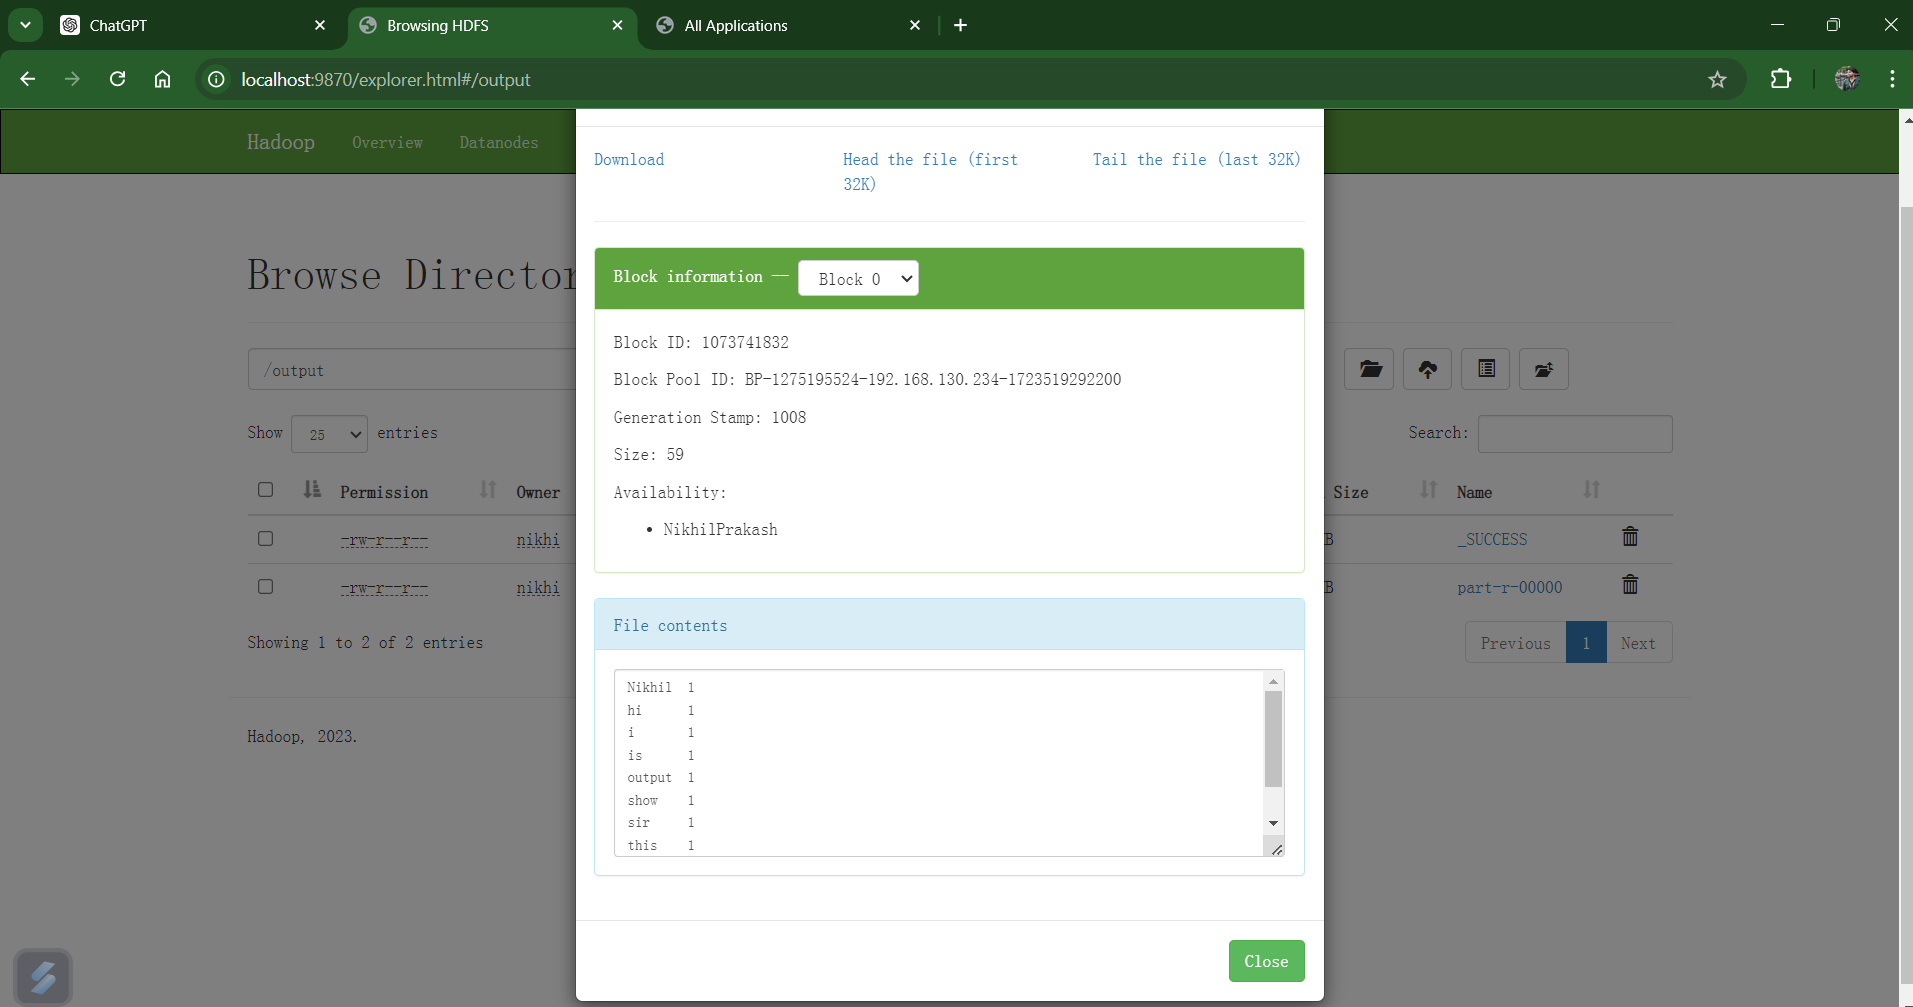 ChatGPT
Browsing HDFS
All Applications
localhost:9870/explorer.html#/output
Hadoop Overview Datanodes
Download Head the file (first 32K) Tail the file (last 32K)
Browse Director
Block information -- Block 0
/output
Block ID: 1073741832
Block Pool ID: BP-1275195524-192.168.130.234-1723519292200
Generation Stamp: 1008
Size: 59
Availability:
NikhilPrakash
Show 25 entries Search:
Permission Owner Size Name
-rw-r--r-- nikhi B _SUCCESS
-rw-r--r-- nikhi B part-r-00000
Showing 1 to 2 of 2 entries Previous 1 Next
Hadoop, 2023.
File contents
Nikhil 1
hi 1
i 1
is 1
output 1
show 1
sir 1
this 1
Close